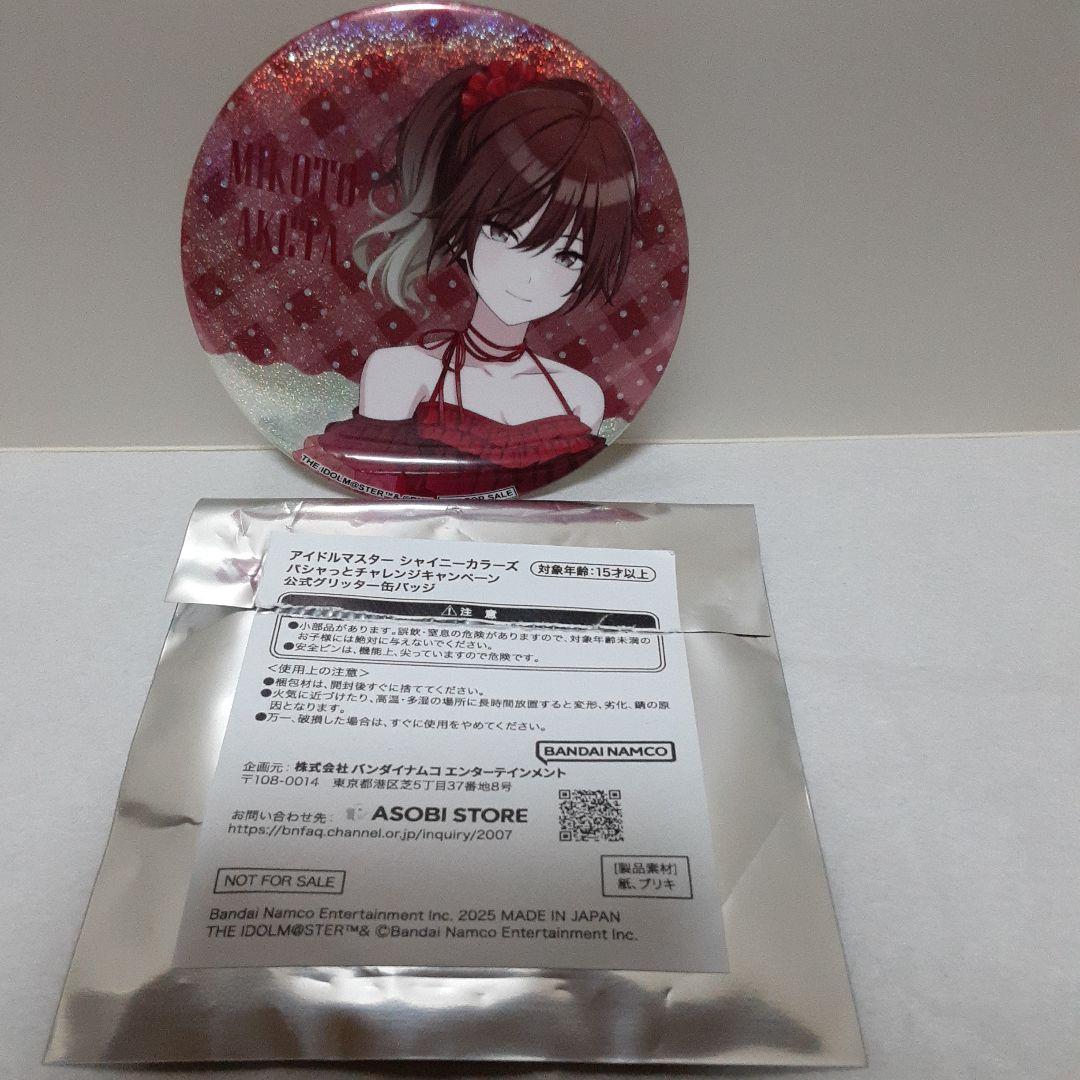 MIKOTO
AKETA
THE IDOLM@STER™& ©B
FOR SALE
アイドルマスター シャイニーカラーズ
パシャっとチャレンジキャンペーン
公式グリッター缶バッジ
対象年齢:15才以上
⚠注 意
●小部品があります。誤飲・窒息の危険がありますので、対象年齢未満の
お子様には絶対に与えないでください。
●安全ピンは、機能上、尖っていますので危険です。
<使用上の注意>
●梱包材は、開封後すぐに捨ててください。
●火気に近づけたり、高温・多湿の場所に長時間放置すると変形、劣化、錆の原
因となります。
●万一、破損した場合は、すぐに使用をやめてください。
BANDAI NAMCO
企画元:株式会社 バンダイナムコ エンターテインメント
〒108-0014 東京都港区芝5丁目37番地8号
お問い合わせ先: ASOBI STORE
https://bnfaq.channel.or.jp/inquiry/2007
NOT FOR SALE
[製品素材]
紙、ブリキ
Bandai Namco Entertainment Inc. 2025 MADE IN JAPAN
THE IDOLM@STER™& ©Bandai Namco Entertainment Inc.